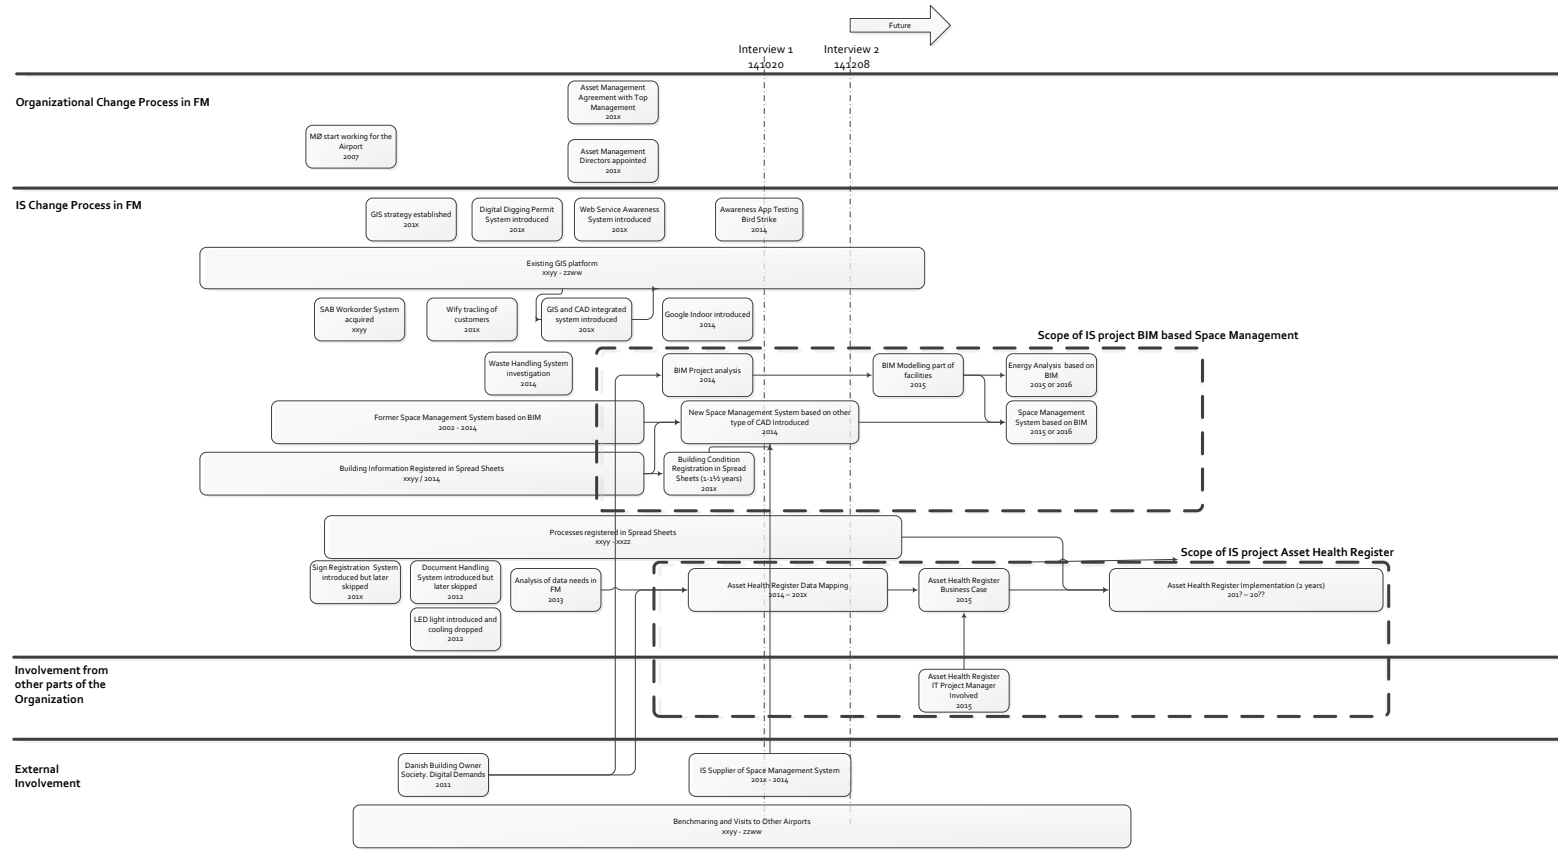 Future
Interview 1
141020
Interview 2
141208
Organizational Change Process in FM
Asset Management
Agreement with Top
Management
201x
MØ start working for the
Airport
2007
Asset Management
Directors appointed
201x
IS Change Process in FM
GIS strategy established
201x
Digital Digging Permit
System introduced
201x
Web Service Awareness
System introduced
201x
Awareness App Testing
Bird Strike
2014
Existing GIS platform
xxyy - zzww
SAB Workorder System
acquired
xxyy
Wify tracling of
customers
201x
GIS and CAD integrated
system introduced
201x
Google Indoor introduced
2014
Scope of IS project BIM based Space Management
Waste Handling System
investigation
2014
BIM Project analysis
2014
BIM Modelling part of
facilities
2015
Energy Analysis based on
BIM
2015 or 2016
Former Space Management System based on BIM
2002 - 2014
New Space Management System based on other
type of CAD Introduced
2014
Space Management
System based on BIM
2015 or 2016
Building Information Registered in Spread Sheets
xxyy / 2014
Building Condition
Registration in Spread
Sheets (1-1½ years)
201x
Processes registered in Spread Sheets
xxyy - xxzz
Scope of IS project Asset Health Register
Sign Registration System
introduced but later
skipped
201x
Document Handling
System introduced but
later skipped
2012
Analysis of data needs in
FM
2013
Asset Health Register Data Mapping
2014 – 201x
Asset Health Register
Business Case
2015
Asset Health Register Implementation (2 years)
201? – 20??
LED light introduced and
cooling dropped
2012
Involvement from
other parts of the
Organization
Asset Health Register
IT Project Manager
Involved
2015
External
Involvement
Danish Building Owner
Society. Digital Demands
2011
IS Supplier of Space Management System
201x - 2014
Benchmaring and Visits to Other Airports
xxyy - zzww